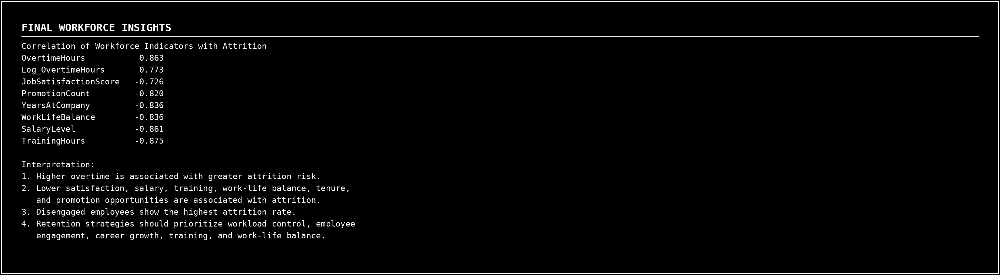 FINAL WORKFORCE INSIGHTS
Correlation of Workforce Indicators with Attrition
OvertimeHours           0.863
Log_OvertimeHours       0.773
JobSatisfactionScore   -0.726
PromotionCount         -0.820
YearsAtCompany         -0.836
WorkLifeBalance        -0.836
SalaryLevel            -0.861
TrainingHours          -0.875
Interpretation:
1. Higher overtime is associated with greater attrition risk.
2. Lower satisfaction, salary, training, work-life balance, tenure,
   and promotion opportunities are associated with attrition.
3. Disengaged employees show the highest attrition rate.
4. Retention strategies should prioritize workload control, employee
   engagement, career growth, training, and work-life balance.